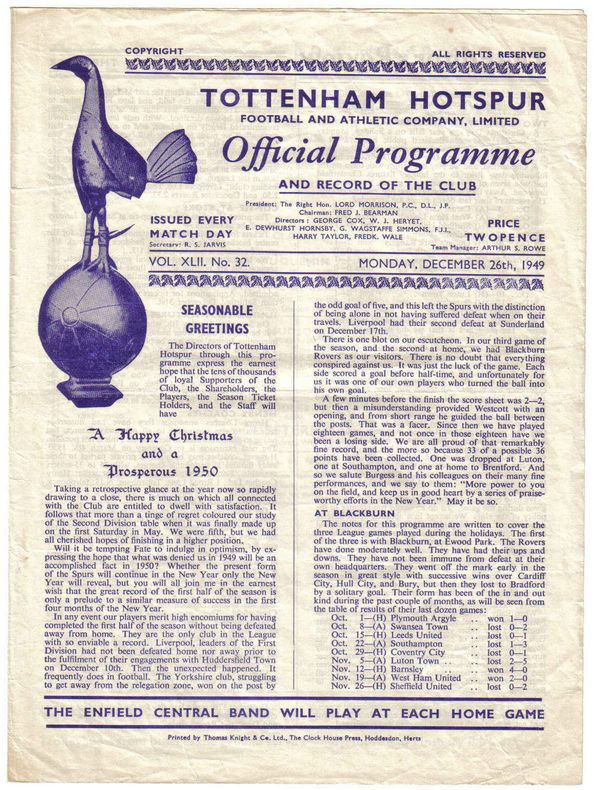 COPYRIGHT ALL RIGHTS RESERVED
TOTTENHAM HOTSPUR
FOOTBALL AND ATHLETIC COMPANY, LIMITED
Official Programme
AND RECORD OF THE CLUB
President: The Right Hon. LORD MORRISON, P.C., D.L., J.P.
Chairman: FRED J. BEARMAN
Directors: GEORGE COX, W. J. HERYET,
E. DEWHURST HORNSBY, G. WAGSTAFFE SIMMONS, F.J.I.,
HARRY TAYLOR, FREDK. WALE
ISSUED EVERY
MATCH DAY
Secretary: R. S. JARVIS
PRICE
TWOPENCE
Team Manager: ARTHUR S. ROWE
VOL. XLII. No. 32. MONDAY, DECEMBER 26th, 1949
SEASONABLE
GREETINGS
The Directors of Tottenham
Hotspur through this pro-
gramme express the earnest
hope that the tens of thousands
of loyal Supporters of the
Club, the Shareholders, the
Players, the Season Ticket
Holders, and the Staff will
have
A Happy Christmas
and a
Prosperous 1950
Taking a retrospective glance at the year now so rapidly
drawing to a close, there is much on which all connected
with the Club are entitled to dwell with satisfaction. It
follows that more than a tinge of regret coloured our study
of the Second Division table when it was finally made up
on the first Saturday in May. We were fifth, but we had
all cherished hopes of finishing in a higher position.
Will it be tempting Fate to indulge in optimism, by ex-
pressing the hope that what was denied us in 1949 will be an
accomplished fact in 1950? Whether the present form
of the Spurs will continue in the New Year only the New
Year will reveal, but you will all join me in the earnest
wish that the great record of the first half of the season is
only a prelude to a similar measure of success in the first
four months of the New Year.
In any event our players merit high encomiums for having
completed the first half of the season without being defeated
away from home. They are the only club in the League
with so enviable a record. Liverpool, leaders of the First
Division had not been defeated home nor away prior to
the fulfilment of their engagements with Huddersfield Town
on December 10th. Then the unexpected happened. It
frequently does in football. The Yorkshire club, struggling
to get away from the relegation zone, won on the post by
the odd goal of five, and this left the Spurs with the distinction
of being alone in not having suffered defeat when on their
travels. Liverpool had their second defeat at Sunderland
on December 17th.
There is one blot on our escutcheon. In our third game of
the season, and the second at home, we had Blackburn
Rovers as our visitors. There is no doubt that everything
conspired against us. It was just the luck of the game. Each
side scored a goal before half-time, and unfortunately for
us it was one of our own players who turned the ball into
his own goal.
A few minutes before the finish the score sheet was 2—2,
but then a misunderstanding provided Westcott with an
opening, and from short range he guided the ball between
the posts. That was a facer. Since then we have played
eighteen games, and not once in those eighteen have we
been a losing side. We are all proud of that remarkably
fine record, and the more so because 33 of a possible 36
points have been collected. One was dropped at Luton,
one at Southampton, and one at home to Brentford. And
so we salute Burgess and his colleagues on their many fine
performances, and we say to them: "More power to you
on the field, and keep us in good heart by a series of praise-
worthy efforts in the New Year." May it be so.
AT BLACKBURN
The notes for this programme are written to cover the
three League games played during the holidays. The first
of the three is with Blackburn, at Ewood Park. The Rovers
have done moderately well. They have had their ups and
downs. They have not been immune from defeat at their
own headquarters. They went off the mark early in the
season in great style with successive wins over Cardiff
City, Hull City, and Bury, but then they lost to Bradford
by a solitary goal. Their form has been of the in and out
kind during the past couple of months, as will be seen from
the table of results of their last dozen games:
Oct. 1—(H) Plymouth Argyle .. won 1—0
Oct. 8—(A) Swansea Town .. lost 0—2
Oct. 15—(H) Leeds United .. lost 0—1
Oct. 22—(A) Southampton .. lost 1—3
Oct. 29—(H) Coventry City .. lost 0—1
Nov. 5—(A) Luton Town .. lost 2—5
Nov. 12—(H) Barnsley .. won 4—0
Nov. 19—(A) West Ham United .. won 2—0
Nov. 26—(H) Sheffield United .. lost 0—2
THE ENFIELD CENTRAL BAND WILL PLAY AT EACH HOME GAME
Printed by Thomas Knight & Co. Ltd., The Clock House Press, Hoddesdon, Herts